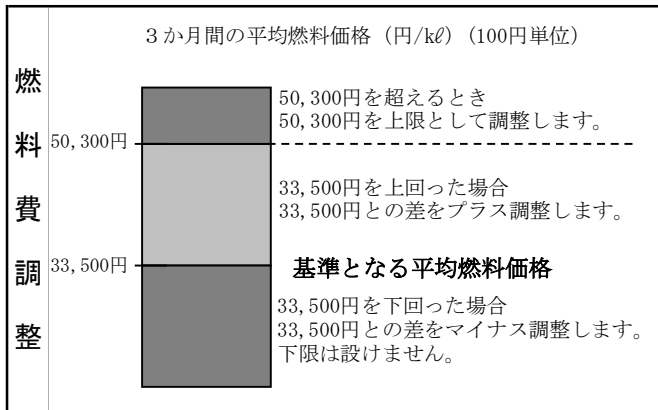 燃料費調整
３か月間の平均燃料価格（円/kℓ）（100円単位）
50,300円を超えるとき
50,300円を上限として調整します。
50,300円
33,500円を上回った場合
33,500円との差をプラス調整します。
33,500円
基準となる平均燃料価格
33,500円を下回った場合
33,500円との差をマイナス調整します。
下限は設けません。